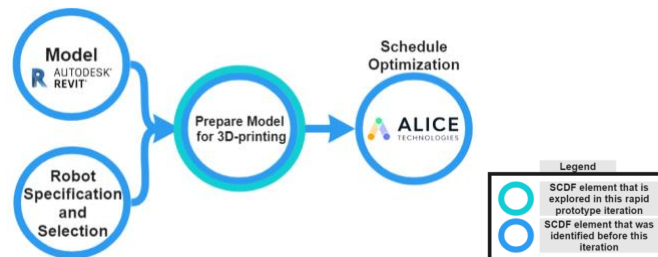 Model
R AUTODESK®
REVIT®
Robot
Specification
and
Selection
Prepare Model
for 3D-printing
Schedule
Optimization
ALICE
TECHNOLOGIES
Legend
SCDF element that is
explored in this rapid
prototype iteration
SCDF element that was
identified before this
iteration